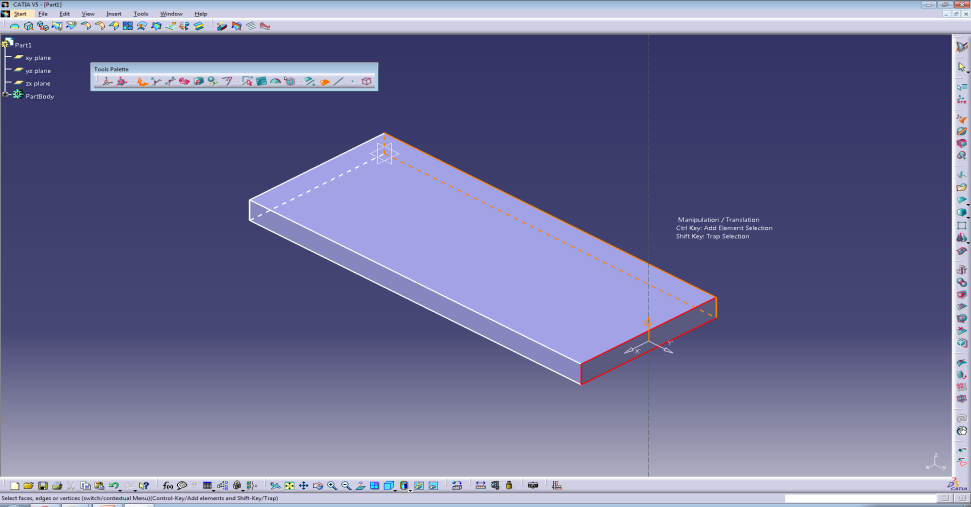 CATIA V5 - [Part1]
Start File Edit View Insert Tools Window Help
Part1
xy plane
yz plane
zx plane
PartBody
Tools Palette
Manipulation / Translation
Ctrl Key: Add Element Selection
Shift Key: Trap Selection
Select faces, edges or vertices (switch/contextual Menu)(Control-Key/Add elements and Shift-Key/Trap)
CATIA